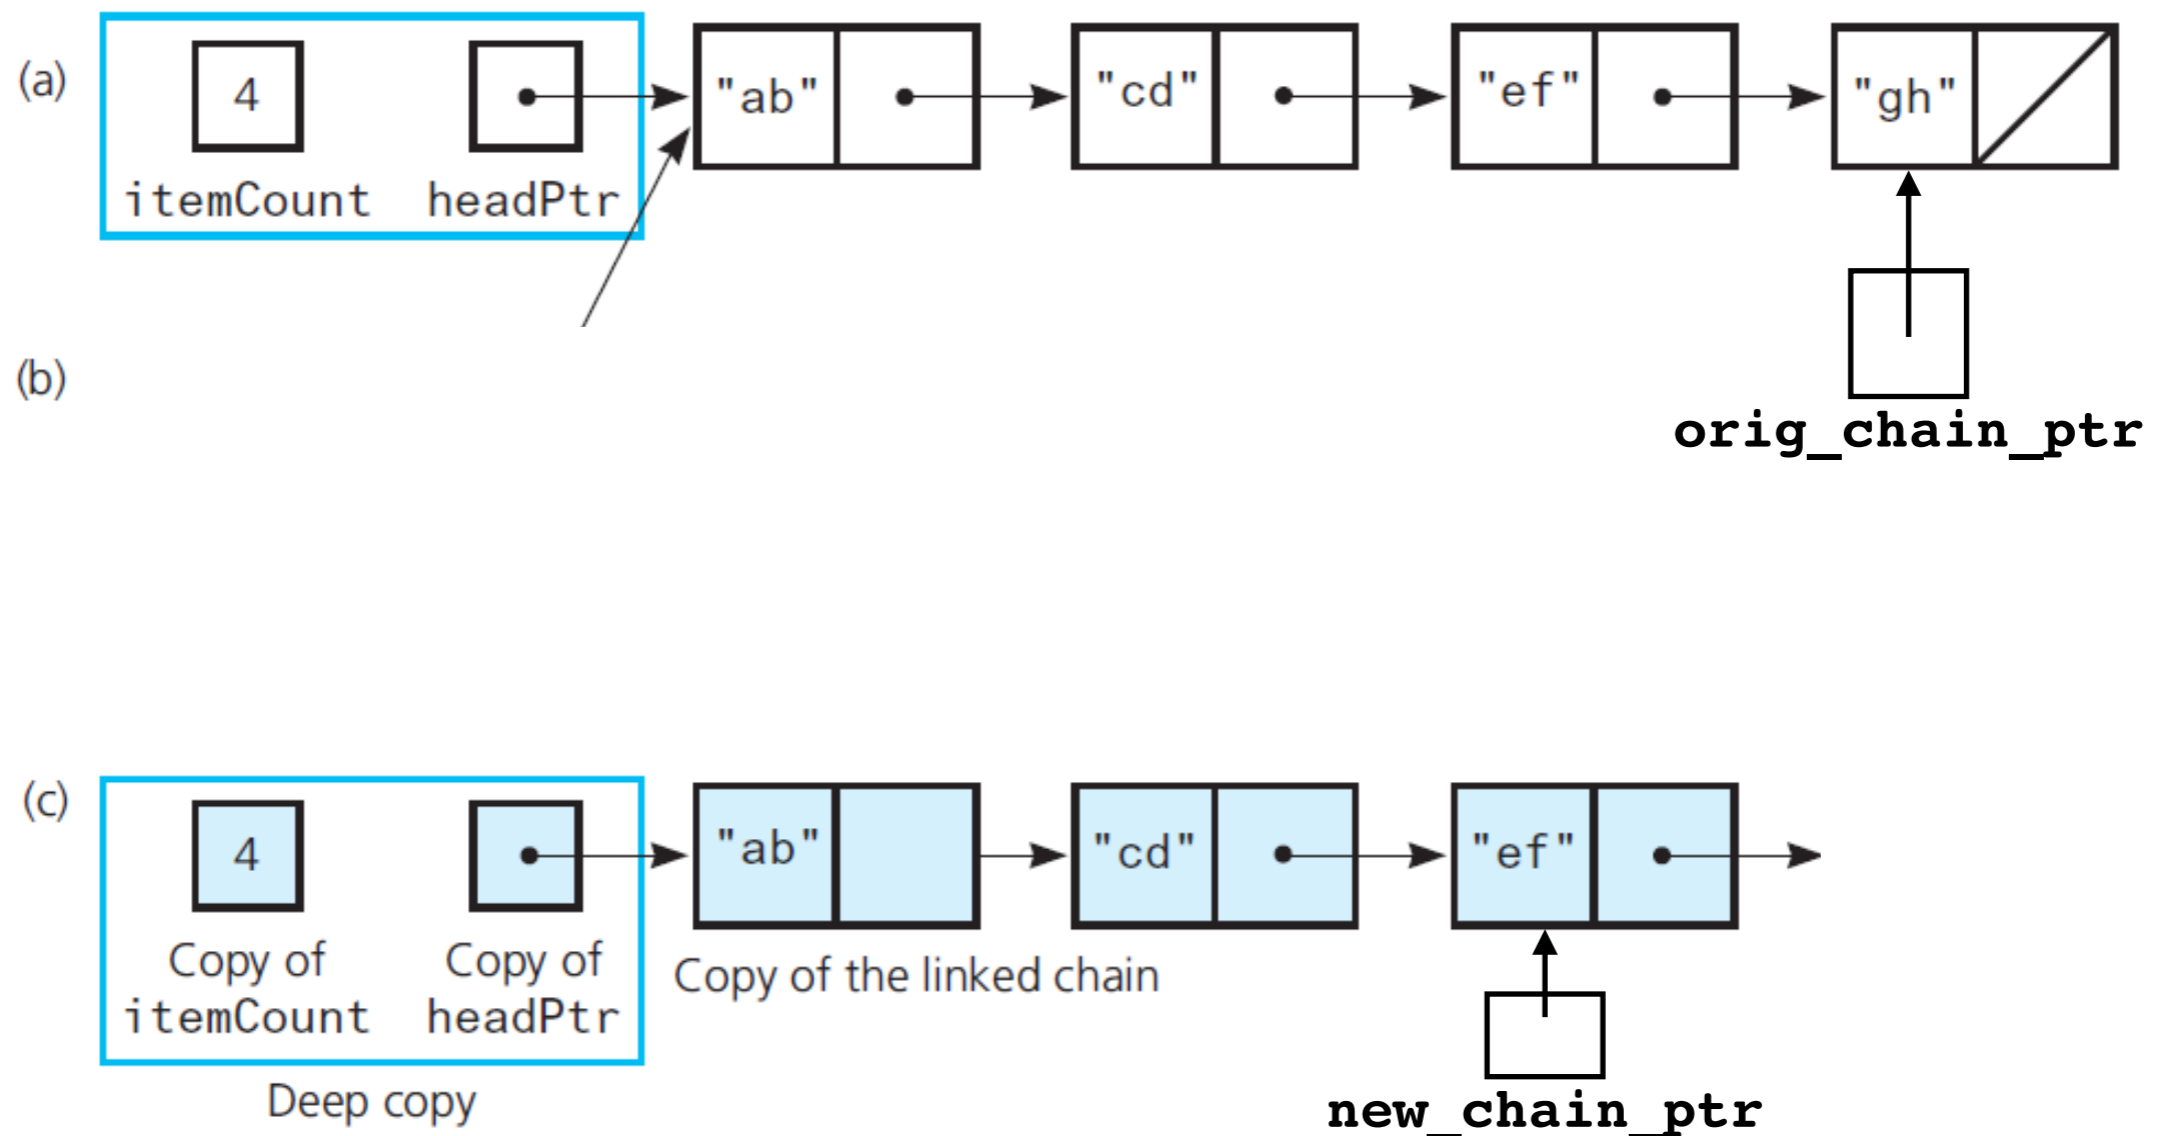 (a)
4
"ab"
"cd"
"ef"
"gh"
itemCount headPtr
(b)
orig_chain_ptr
(c)
4
"ab"
"cd"
"ef"
Copy of
itemCount
Copy of
headPtr
Copy of the linked chain
Deep copy
new_chain_ptr